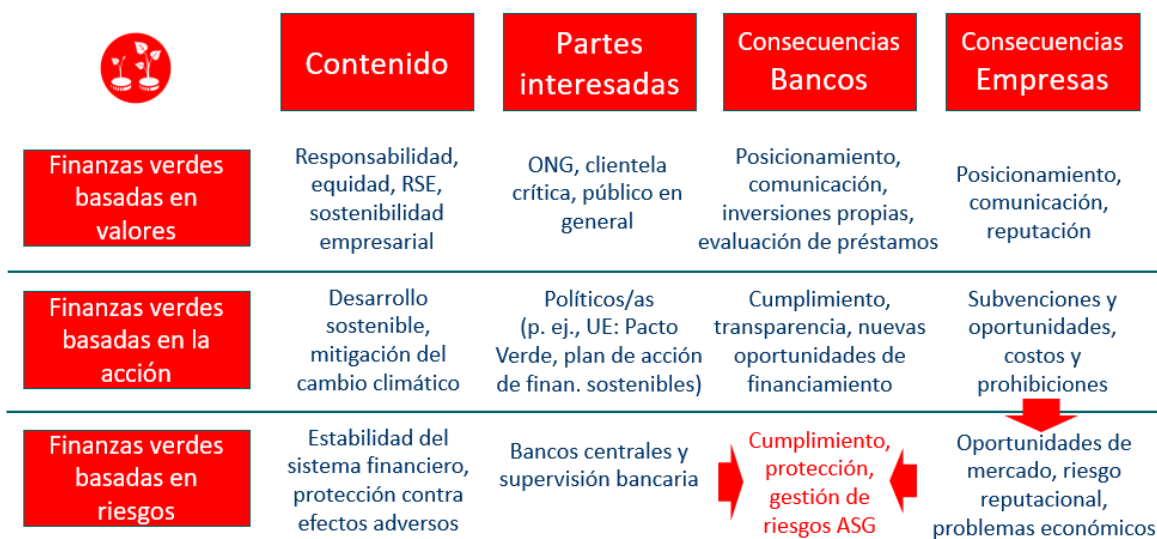 Contenido
Partes
interesadas
Consecuencias
Bancos
Consecuencias
Empresas
Finanzas verdes
basadas en
valores
Responsabilidad,
equidad, RSE,
sostenibilidad
empresarial
ONG, clientela
crítica, público en
general
Posicionamiento,
comunicación,
inversiones propias,
evaluación de préstamos
Posicionamiento,
comunicación,
reputación
Finanzas verdes
basadas en la
acción
Desarrollo
sostenible,
mitigación del
cambio climático
Políticos/as
(p. ej., UE: Pacto
Verde, plan de acción
de finan. sostenibles)
Cumplimiento,
transparencia, nuevas
oportunidades de
financiamiento
Subvenciones y
oportunidades,
costos y
prohibiciones
Finanzas verdes
basadas en
riesgos
Estabilidad del
sistema financiero,
protección contra
efectos adversos
Bancos centrales y
supervisión bancaria
Cumplimiento,
protección,
gestión de
riesgos ASG
Oportunidades de
mercado, riesgo
reputacional,
problemas económicos